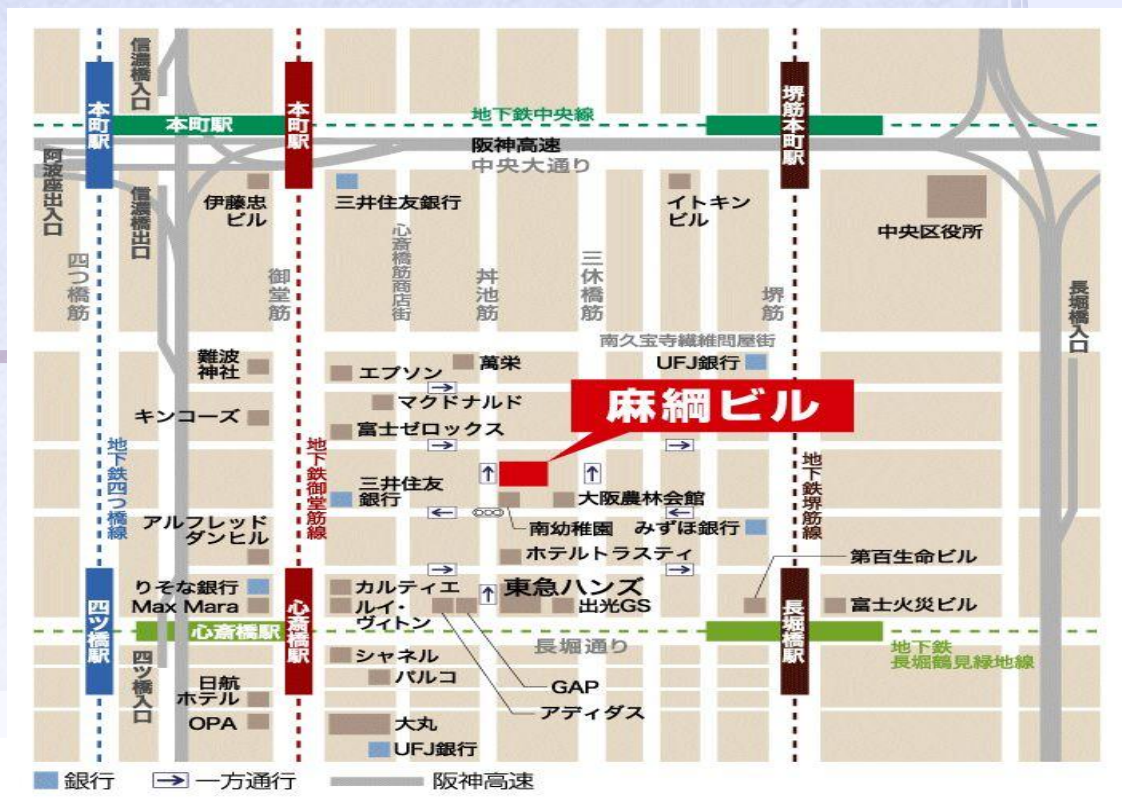 信濃橋入口
本町駅
本町駅
本町駅
地下鉄中央線
堺筋本町駅
阪神高速
中央大通り
阿波座出入口
信濃橋出口
伊藤忠
ビル
三井住友銀行
イトキン
ビル
中央区役所
四つ橋筋
御堂筋
心斎橋筋商店街
丼池筋
三休橋筋
堺筋
長堀橋入口
南久宝寺繊維問屋街
難波
神社
エプソン
萬栄
UFJ銀行
キンコーズ
マクドナルド
麻綱ビル
富士ゼロックス
地下鉄四つ橋線
地下鉄御堂筋線
地下鉄堺筋線
三井住友
銀行
大阪農林会館
アルフレッド
ダンヒル
南幼稚園
みずほ銀行
ホテルトラスティ
第百生命ビル
りそな銀行
カルティエ
東急ハンズ
Max Mara
ルイ・
ヴィトン
出光GS
富士火災ビル
四ツ橋駅
心斎橋駅
心斎橋駅
長堀橋駅
長堀通り
地下鉄
長堀鶴見緑地線
四ツ橋入口
シャネル
日航
ホテル
パルコ
GAP
アディダス
OPA
大丸
UFJ銀行
銀行
一方通行
阪神高速